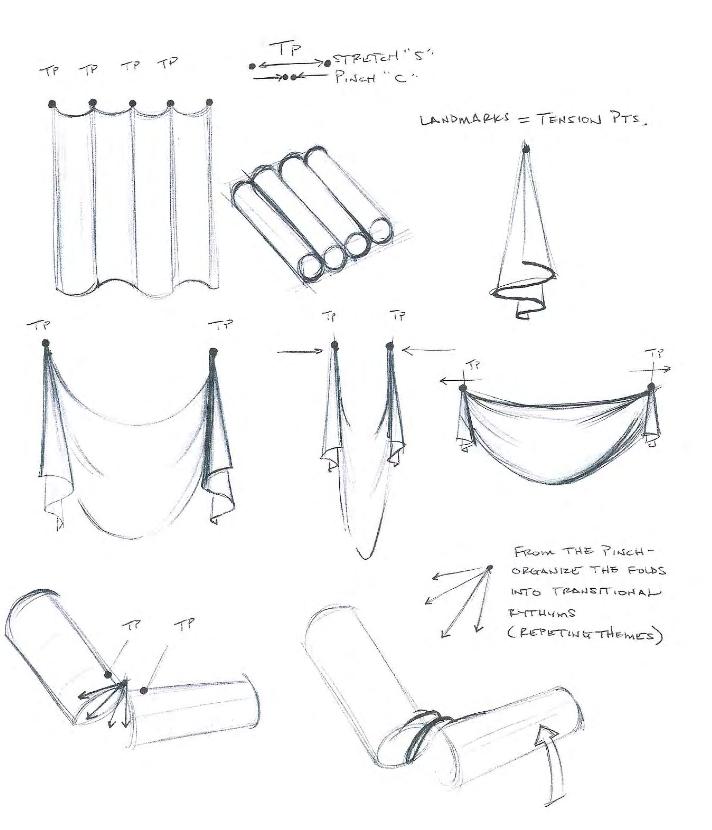 TP
STRETCH "S"
PINCH "C"
TP TP TP TP
LANDMARKS = TENSION PTS.
TP TP
TP TP
TP TP
FROM THE PINCH-
ORGANIZE THE FOLDS
INTO TRANSITIONAL
RYTHUMS
(REPETING THEMES)
TP TP